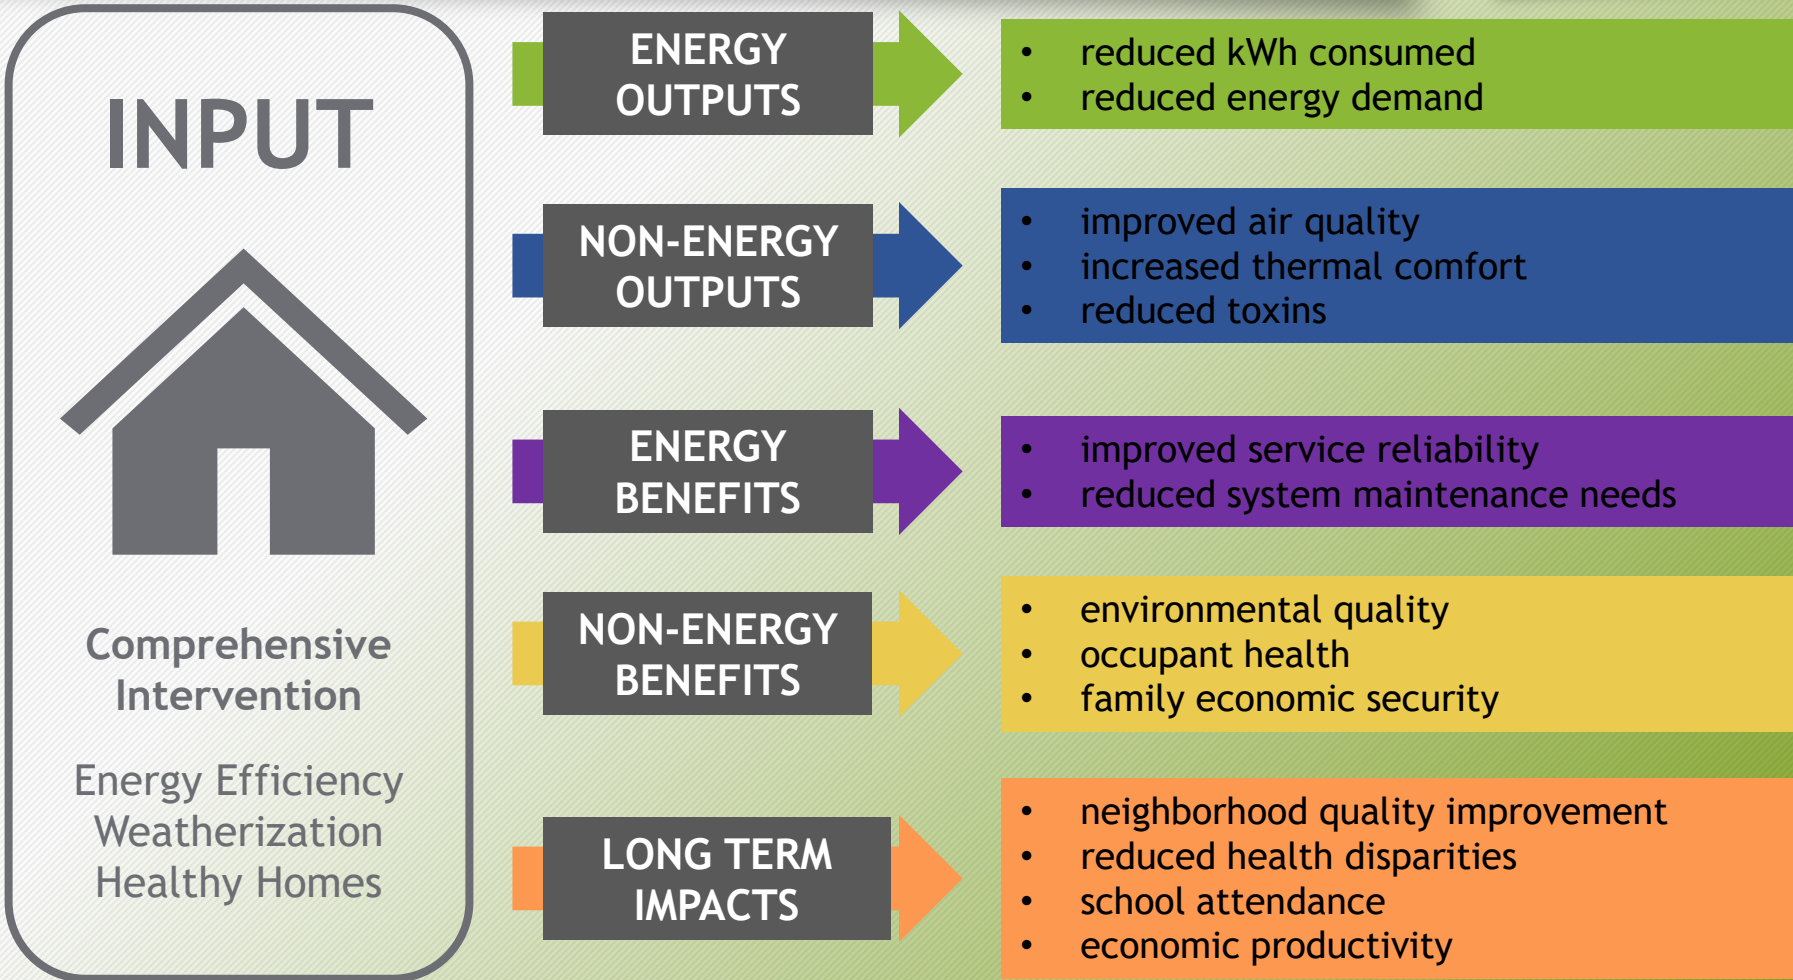 INPUT
Comprehensive
Intervention
Energy Efficiency
Weatherization
Healthy Homes
ENERGY
OUTPUTS
• reduced kWh consumed
• reduced energy demand
NON-ENERGY
OUTPUTS
• improved air quality
• increased thermal comfort
• reduced toxins
ENERGY
BENEFITS
• improved service reliability
• reduced system maintenance needs
NON-ENERGY
BENEFITS
• environmental quality
• occupant health
• family economic security
LONG TERM
IMPACTS
• neighborhood quality improvement
• reduced health disparities
• school attendance
• economic productivity